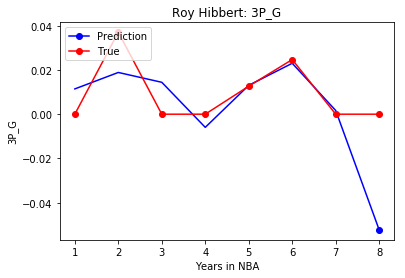 Roy Hibbert: 3P_G
Prediction
True
3P_G
0.04
0.02
0.00
−0.02
−0.04
1 2 3 4 5 6 7 8
Years in NBA